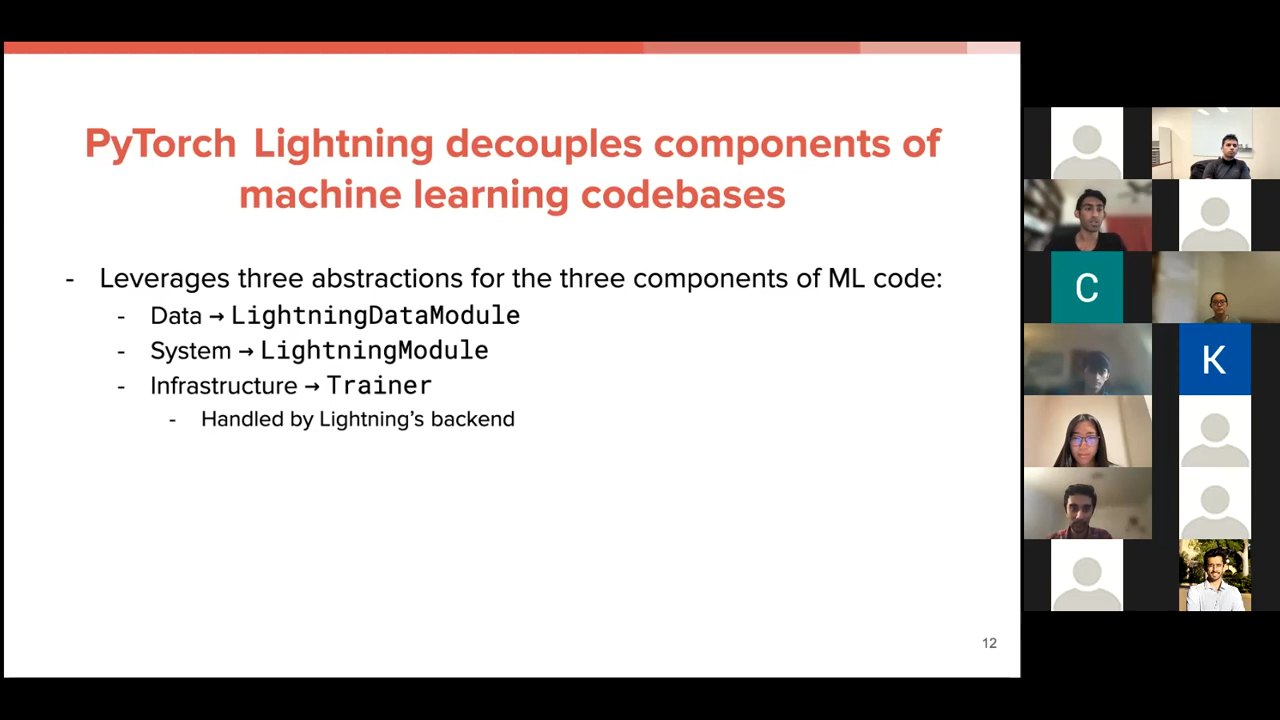 PyTorch Lightning decouples components of
machine learning codebases
- Leverages three abstractions for the three components of ML code:
- Data → LightningDataModule
- System → LightningModule
- Infrastructure → Trainer
- Handled by Lightning’s backend
12
C
K